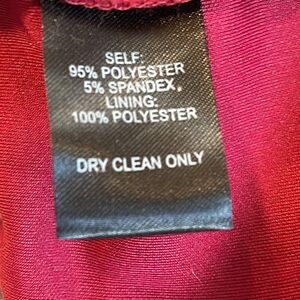 SELF:
95% POLYESTER
5% SPANDEX,
LINING:
100% POLYESTER
DRY CLEAN ONLY